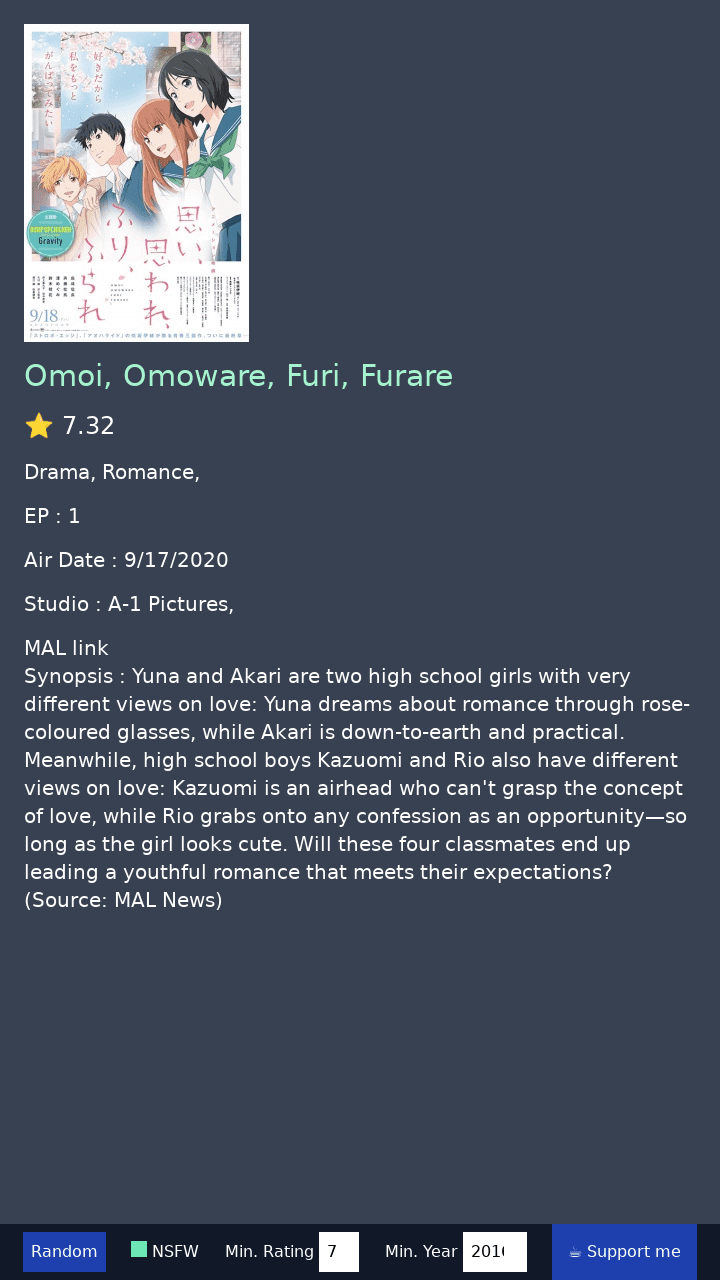 好きだから
私をもっと
がんばってみたい
思い、
思われ、
ふり、
ふられ
Gravity
9/18
Omoi, Omoware, Furi, Furare
7.32
Drama, Romance,
EP : 1
Air Date : 9/17/2020
Studio : A-1 Pictures,
MAL link
Synopsis : Yuna and Akari are two high school girls with very
different views on love: Yuna dreams about romance through rose-
coloured glasses, while Akari is down-to-earth and practical.
Meanwhile, high school boys Kazuomi and Rio also have different
views on love: Kazuomi is an airhead who can't grasp the concept
of love, while Rio grabs onto any confession as an opportunity—so
long as the girl looks cute. Will these four classmates end up
leading a youthful romance that meets their expectations?
(Source: MAL News)
Random NSFW Min. Rating 7 Min. Year Support me